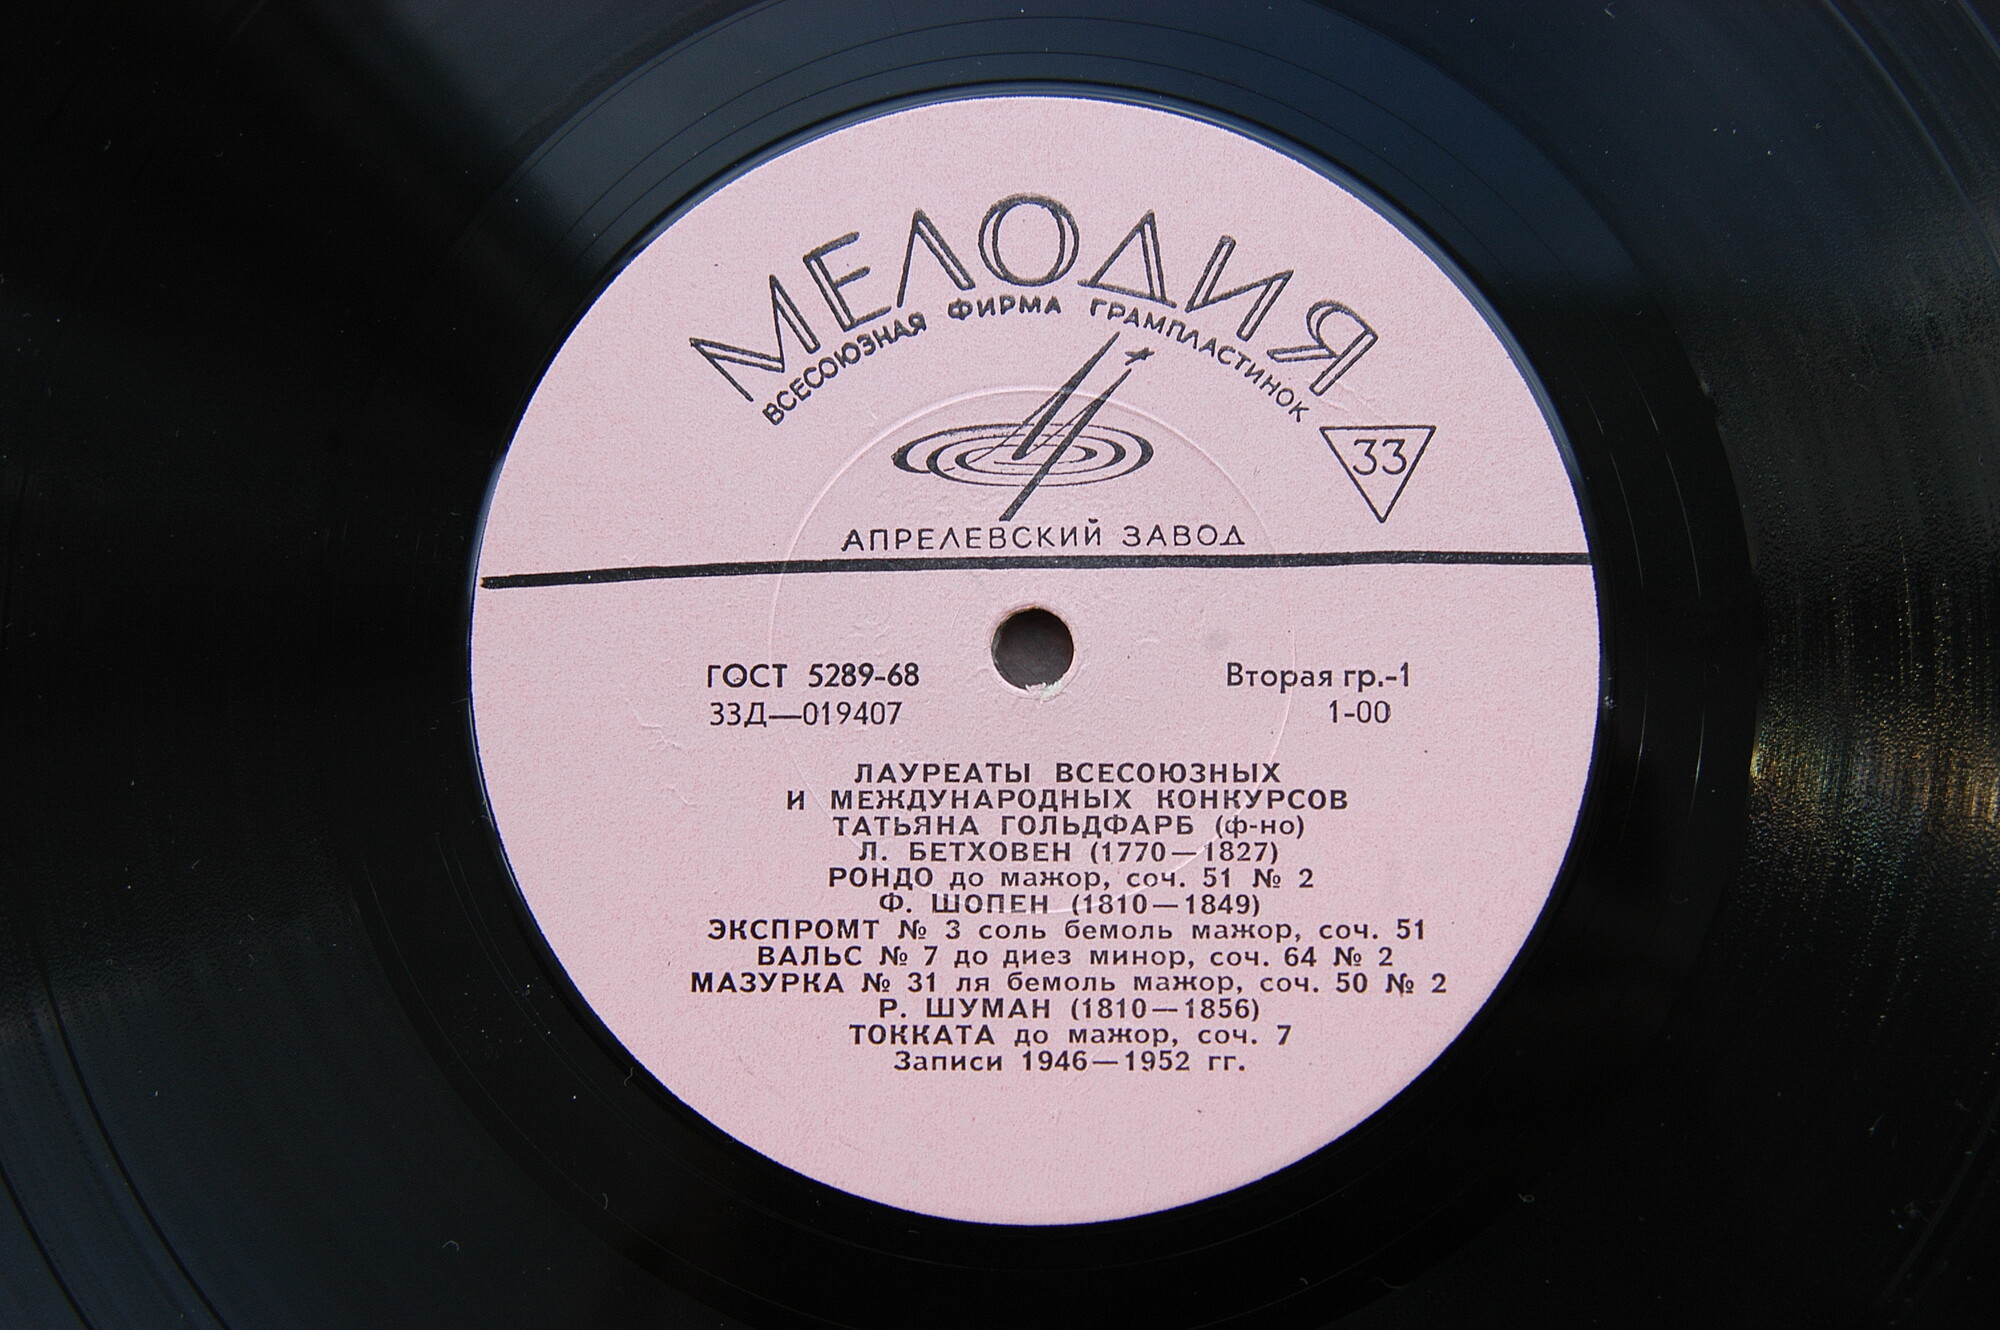 МЕЛОДИЯ
ВСЕСОЮЗНАЯ ФИРМА ГРАМПЛАСТИНОК
33
АПРЕЛЕВСКИЙ ЗАВОД
ГОСТ 5289-68 Вторая гр.-1
33Д—019407 1-00
ЛАУРЕАТЫ ВСЕСОЮЗНЫХ
И МЕЖДУНАРОДНЫХ КОНКУРСОВ
ТАТЬЯНА ГОЛЬДФАРБ (ф-но)
Л. БЕТХОВЕН (1770—1827)
РОНДО до мажор, соч. 51 № 2
Ф. ШОПЕН (1810—1849)
ЭКСПРОМТ № 3 соль бемоль мажор, соч. 51
ВАЛЬС № 7 до диез минор, соч. 64 № 2
МАЗУРКА № 31 ля бемоль мажор, соч. 50 № 2
Р. ШУМАН (1810—1856)
ТОККАТА до мажор, соч. 7
Записи 1946—1952 гг.